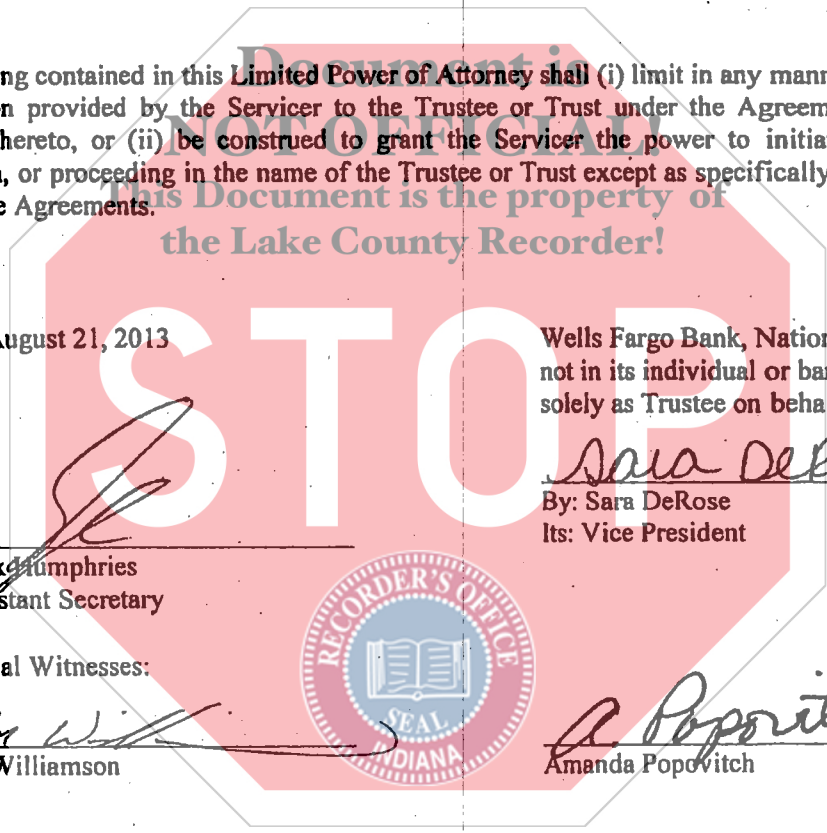 Document is
ng contained in this Limited Power of Attorney shall (i) limit in any mann
n provided by the Servicer to the Trustee or Trust under the Agreem
NOT OFFICIAL!
hereto, or (ii) be construed to grant the Servicer the power to initia
, or proceeding in the name of the Trustee or Trust except as specifically
This Document is the property of
e Agreements.
the Lake County Recorder!
ugust 21, 2013
Wells Fargo Bank, Nation
not in its individual or ba
solely as Trustee on beha
STOP
Sara DeR
By: Sara DeRose
Its: Vice President
Humphries
stant Secretary
RECORDER'S OFFICE
SEAL
INDIANA
al Witnesses:
Williamson
A Popovit
Amanda Popovitch